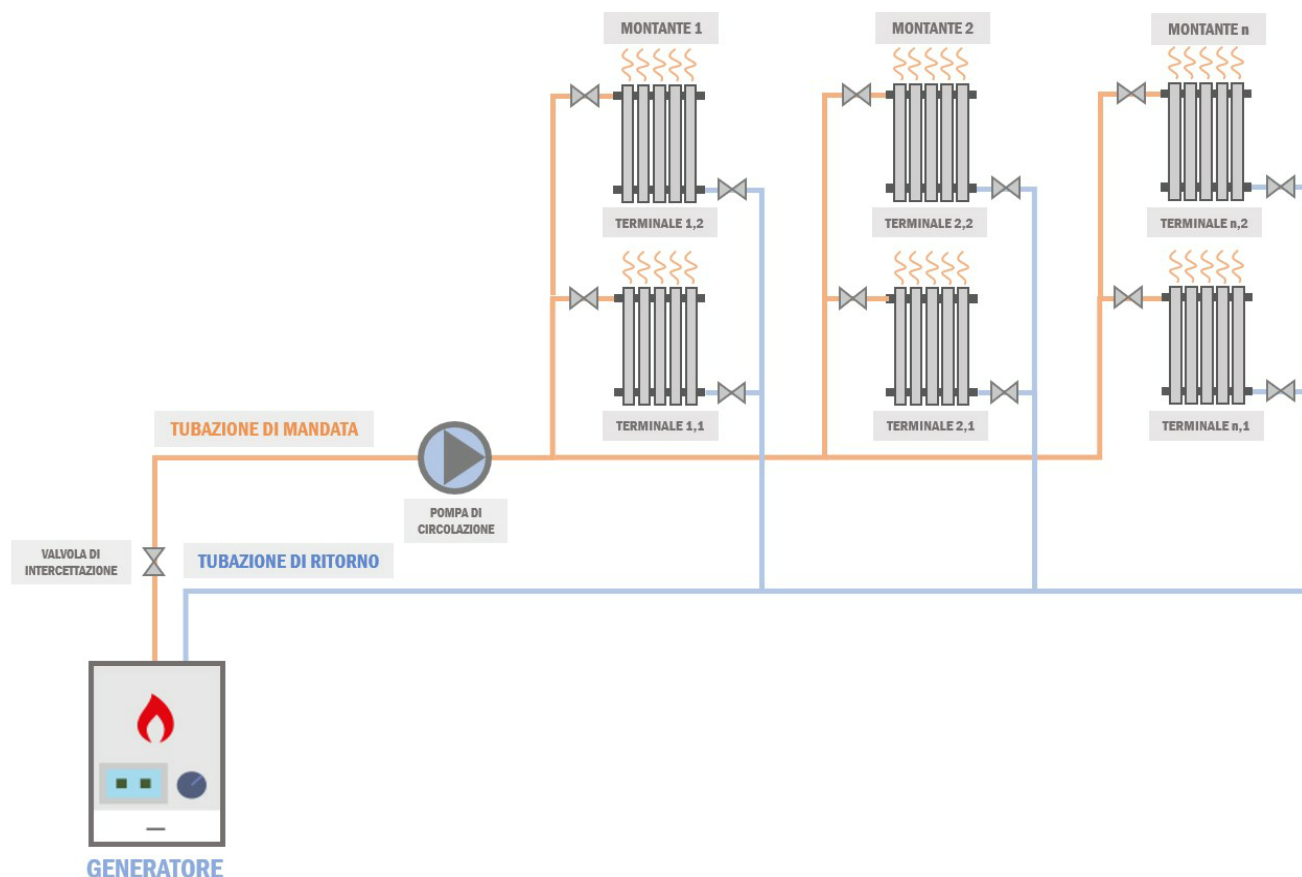 MONTANTE 1
MONTANTE 2
MONTANTE n
TERMINALE 1,2
TERMINALE 2,2
TERMINALE n,2
TERMINALE 1,1
TERMINALE 2,1
TERMINALE n,1
TUBAZIONE DI MANDATA
POMPA DI
CIRCOLAZIONE
VALVOLA DI
INTERCETTAZIONE
TUBAZIONE DI RITORNO
GENERATORE